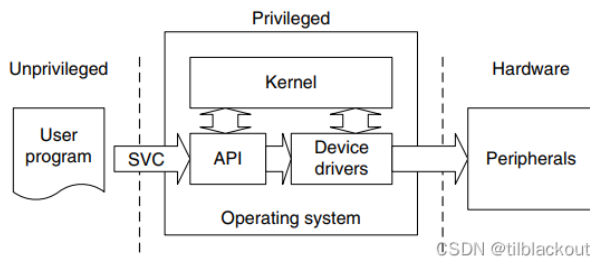 Privileged
Unprivileged
Hardware
Kernel
User
program
SVC
API
Device
drivers
Peripherals
Operating system
CSDN @tilblackout